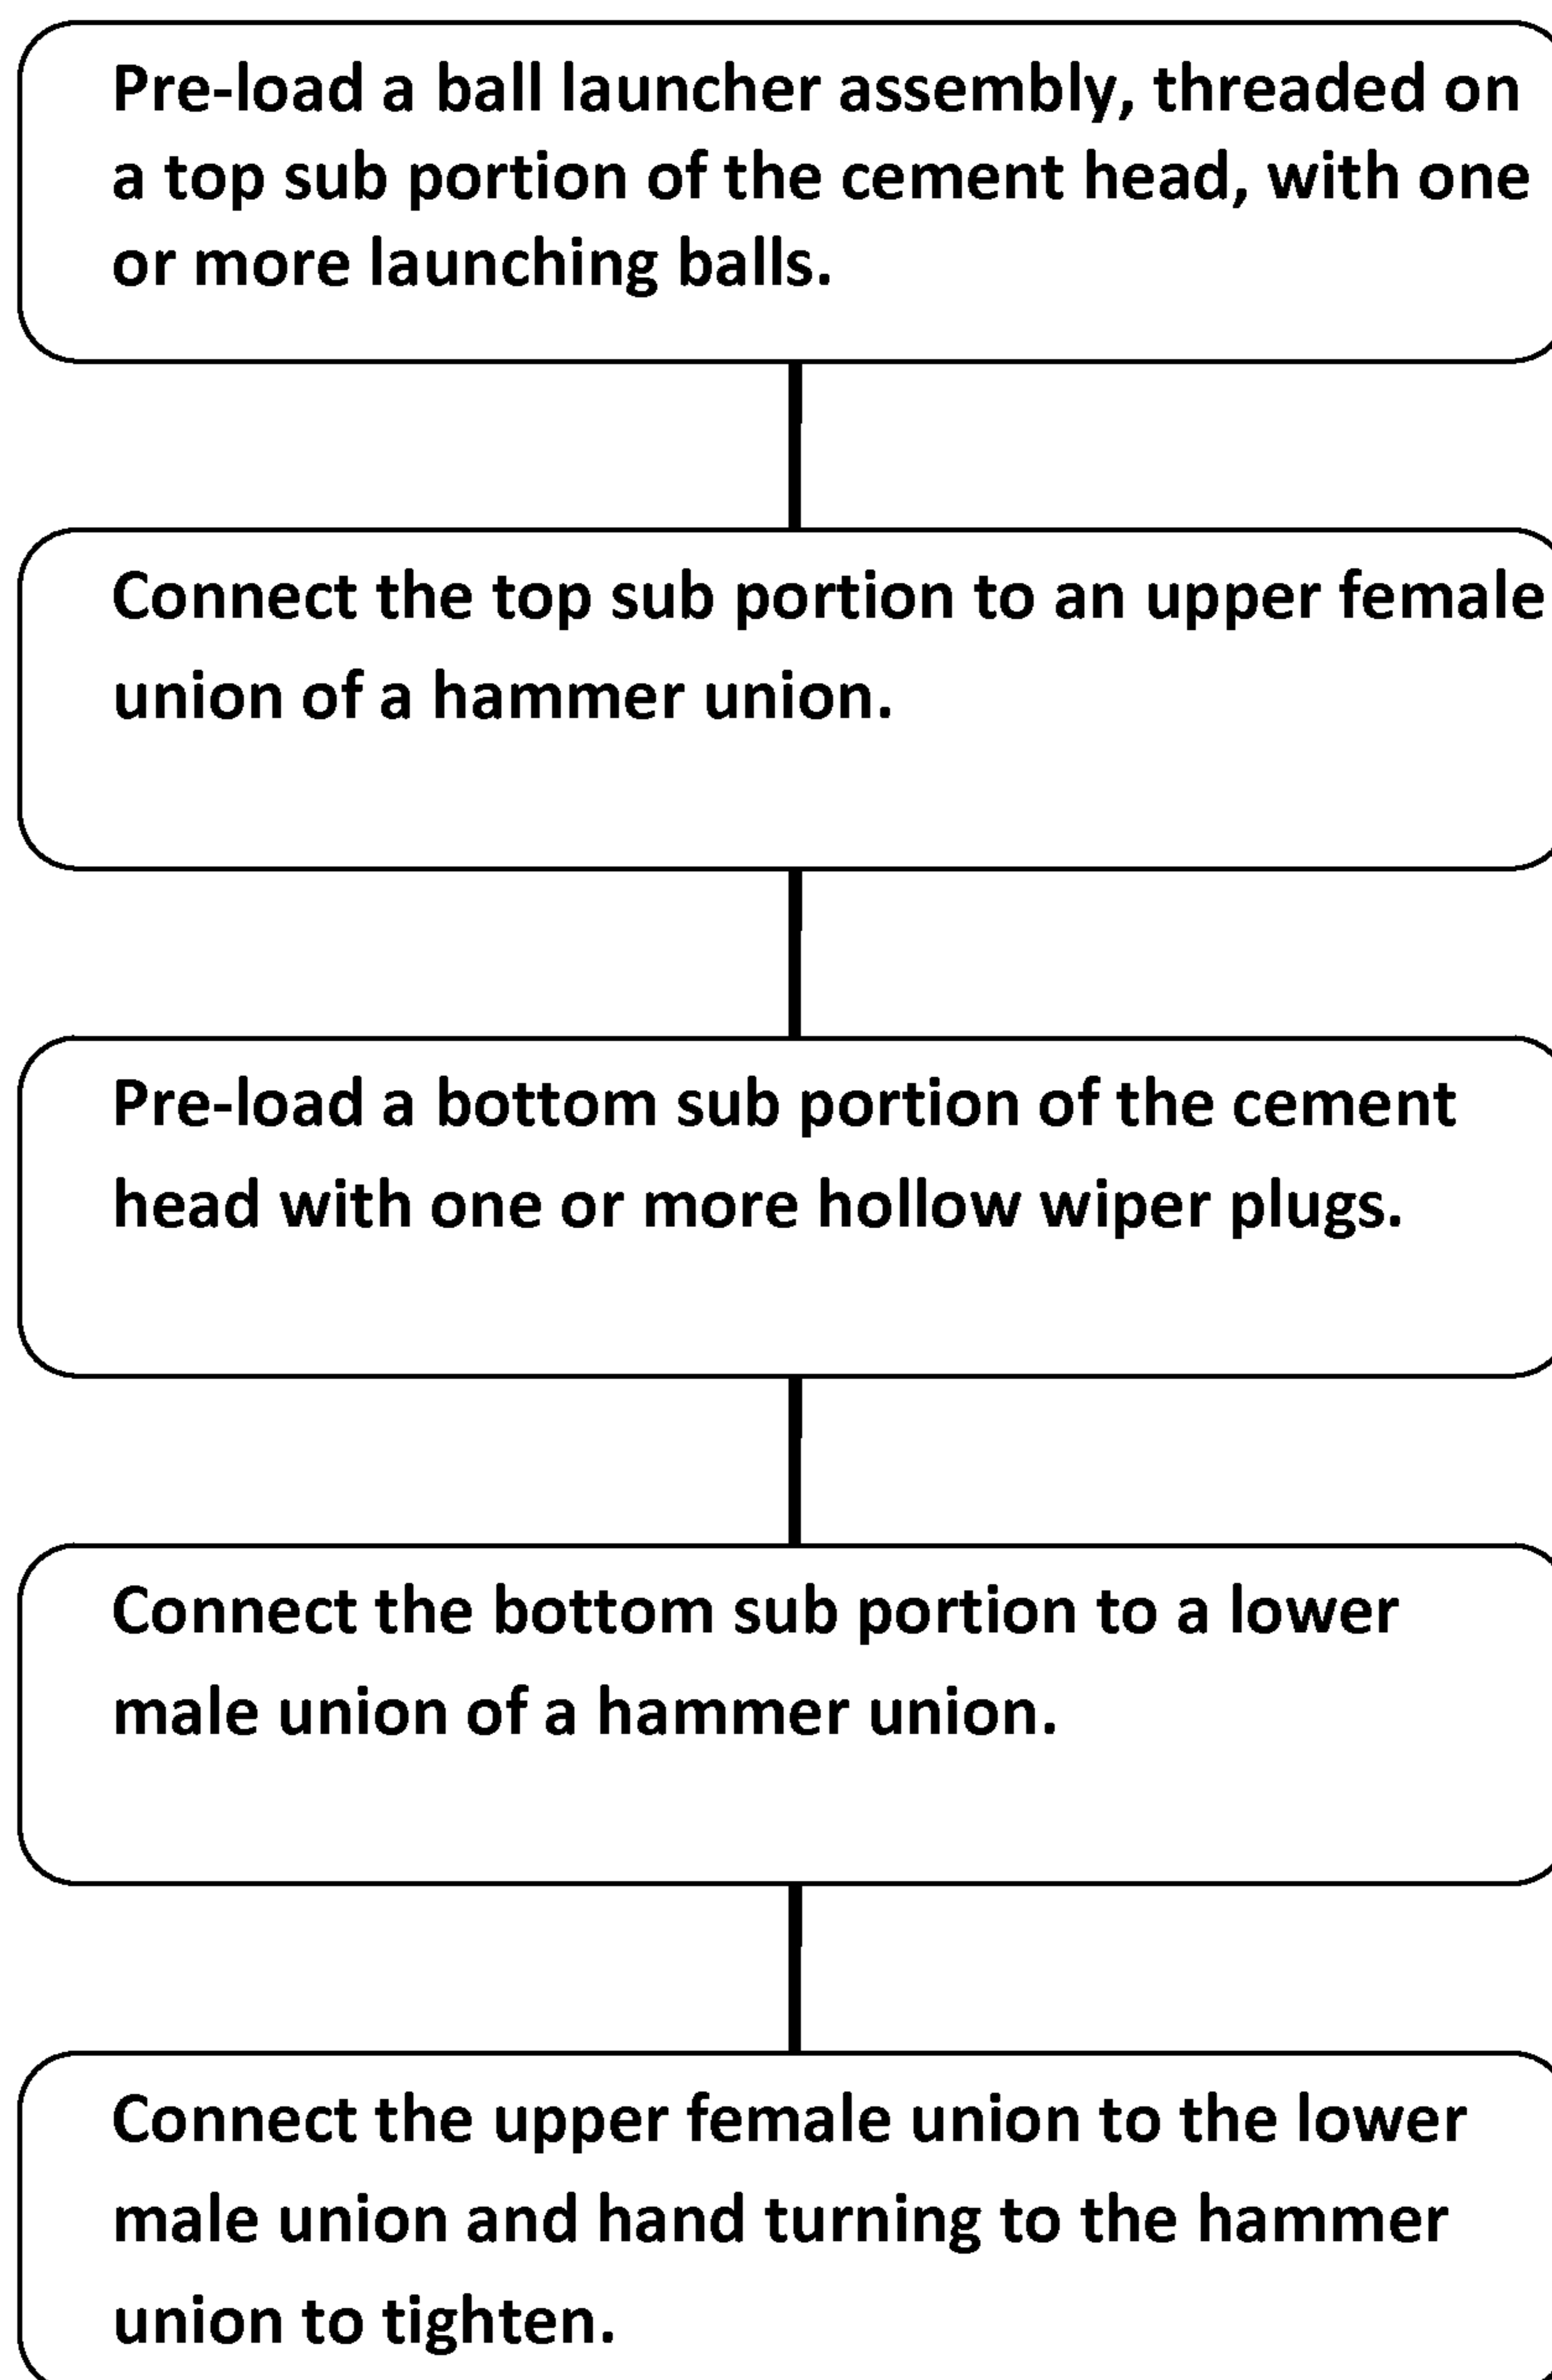 Pre-load a ball launcher assembly, threaded on
a top sub portion of the cement head, with one
or more launching balls.
Connect the top sub portion to an upper female
union of a hammer union.
Pre-load a bottom sub portion of the cement
head with one or more hollow wiper plugs.
Connect the bottom sub portion to a lower
male union of a hammer union.
Connect the upper female union to the lower
male union and hand turning to the hammer
union to tighten.